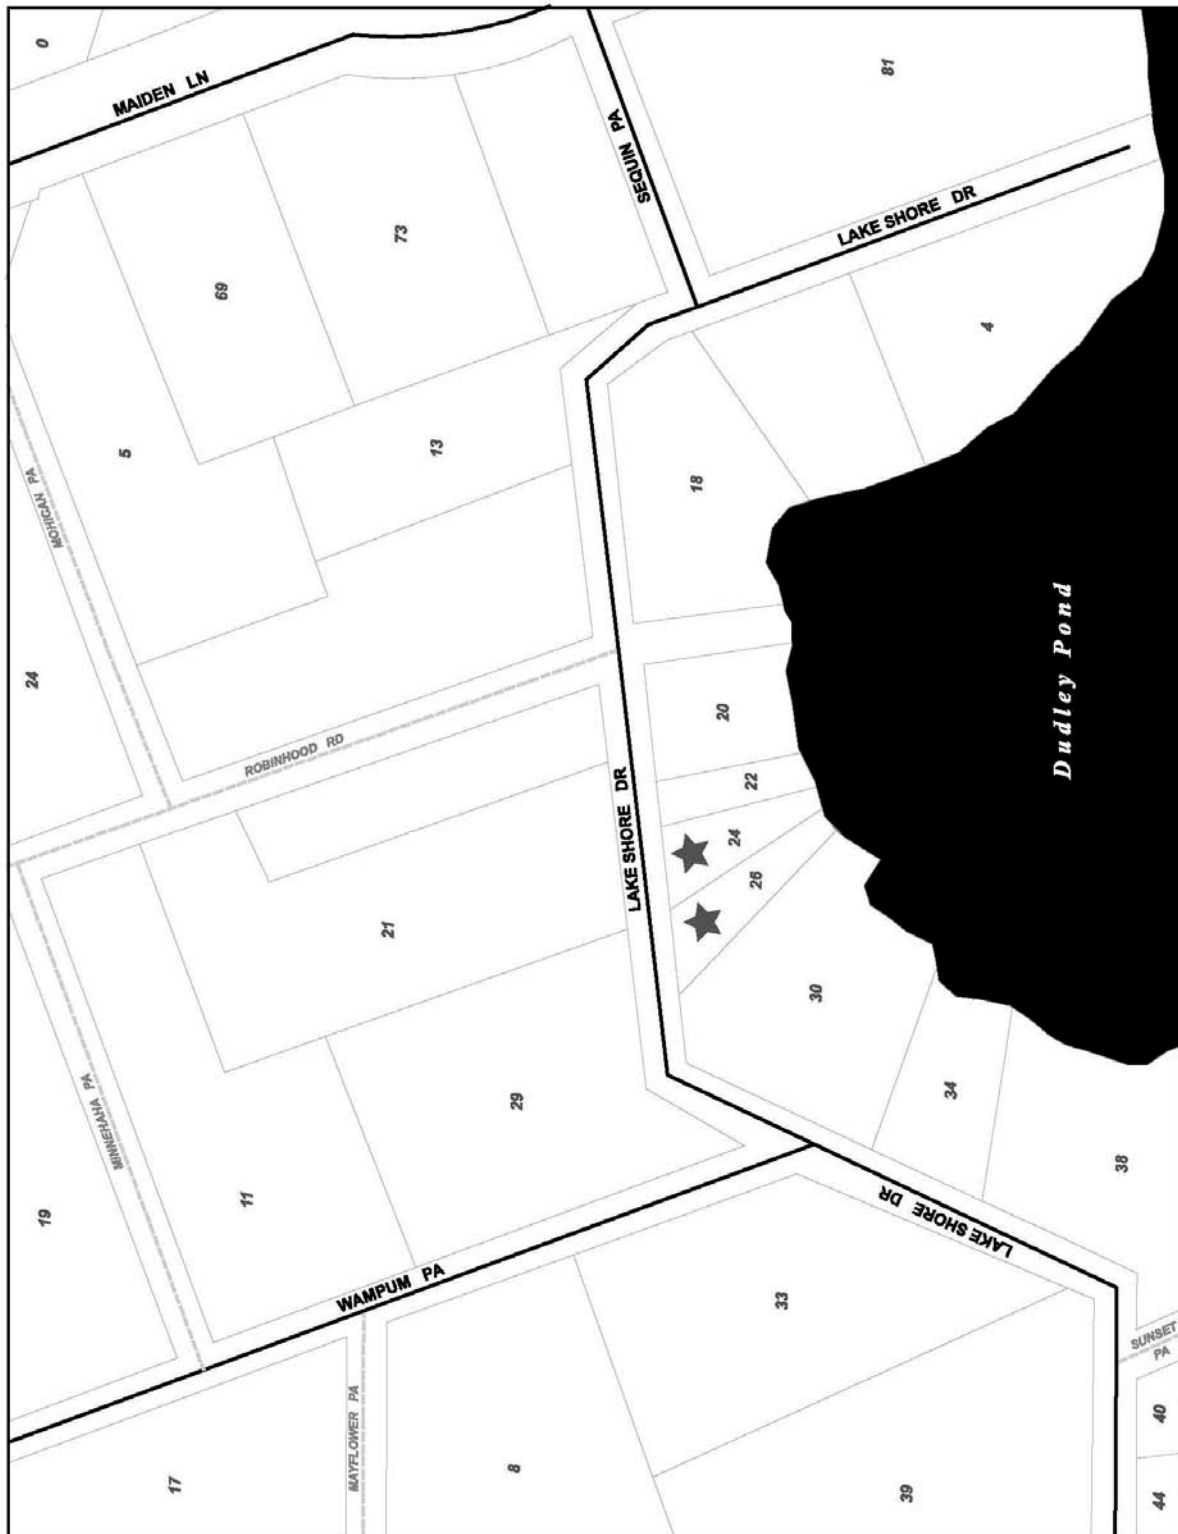 0
MAIDEN LN
81
SEQUIN PA
73
69
LAKE SHORE DR
4
5
13
MOHIGAN PA
18
24
ROBINHOOD RD
20
22
24
26
LAKE SHORE DR
Dudley Pond
21
30
MINNEHAHA PA
29
34
11
38
19
LAKE SHORE DR
WAMPUM PA
33
SUNSET
PA
MAYFLOWER PA
40
17
8
39
44